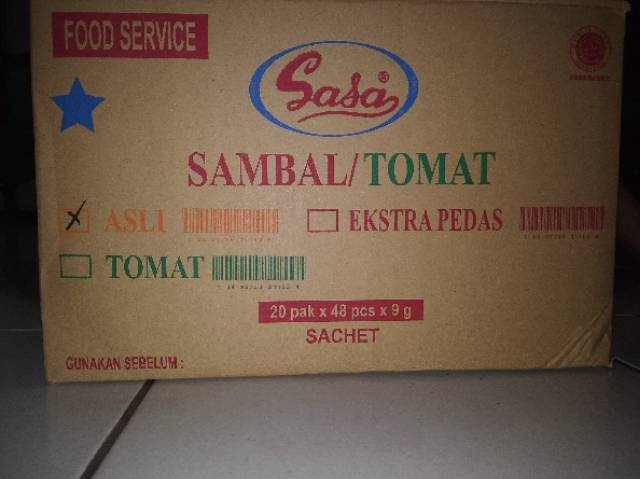 FOOD SERVICE
Sasa®
SAMBAL/TOMAT
ASLI
EKSTRA PEDAS
TOMAT
20 pak x 48 pcs x 9 g
SACHET
GUNAKAN SEBELUM :